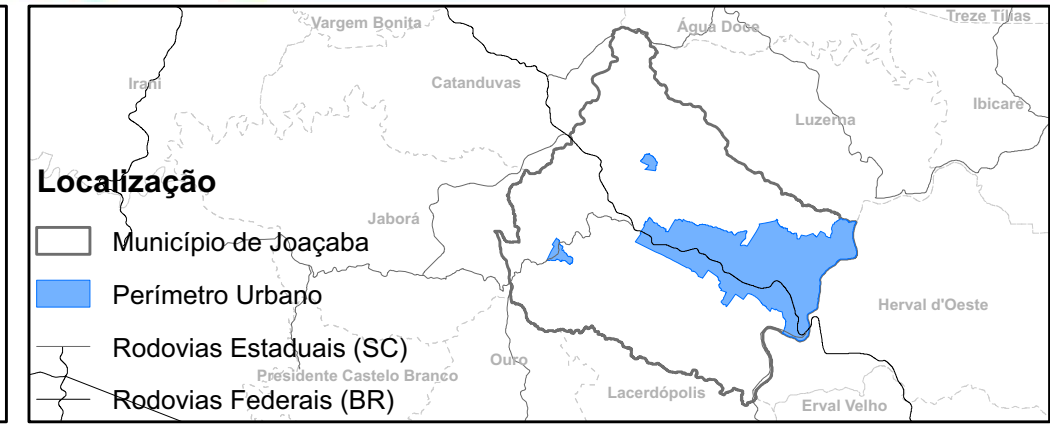 Vargem Bonita
Água Doce
Treze Tílias
Irani
Catanduvas
Ibicaré
Luzerna
Localização
Jaborá
Município de Joaçaba
Perímetro Urbano
Herval d'Oeste
Rodovias Estaduais (SC)
Ouro
Presidente Castelo Branco
Lacerdópolis
Rodovias Federais (BR)
Erval Velho